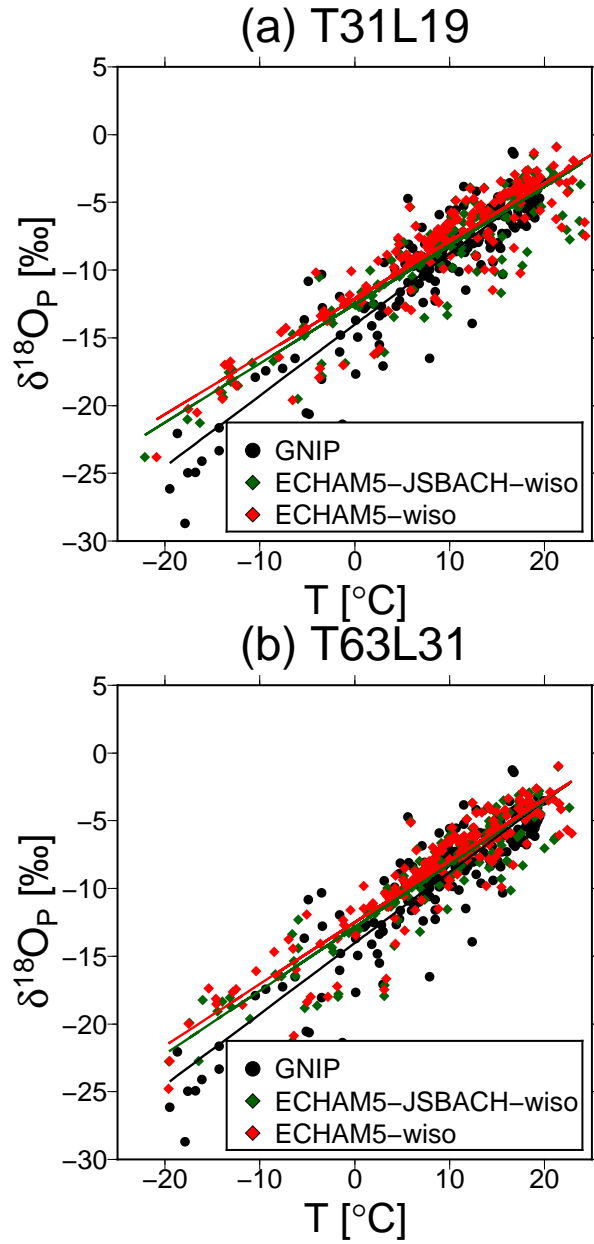 (a) T31L19
5
0
−5
−10
−15
−20
−25
−30
δ18OP [‰]
−20 −10 0 10 20
T [°C]
GNIP
ECHAM5−JSBACH−wiso
ECHAM5−wiso
(b) T63L31
5
0
−5
−10
−15
−20
−25
−30
δ18OP [‰]
−20 −10 0 10 20
T [°C]
GNIP
ECHAM5−JSBACH−wiso
ECHAM5−wiso